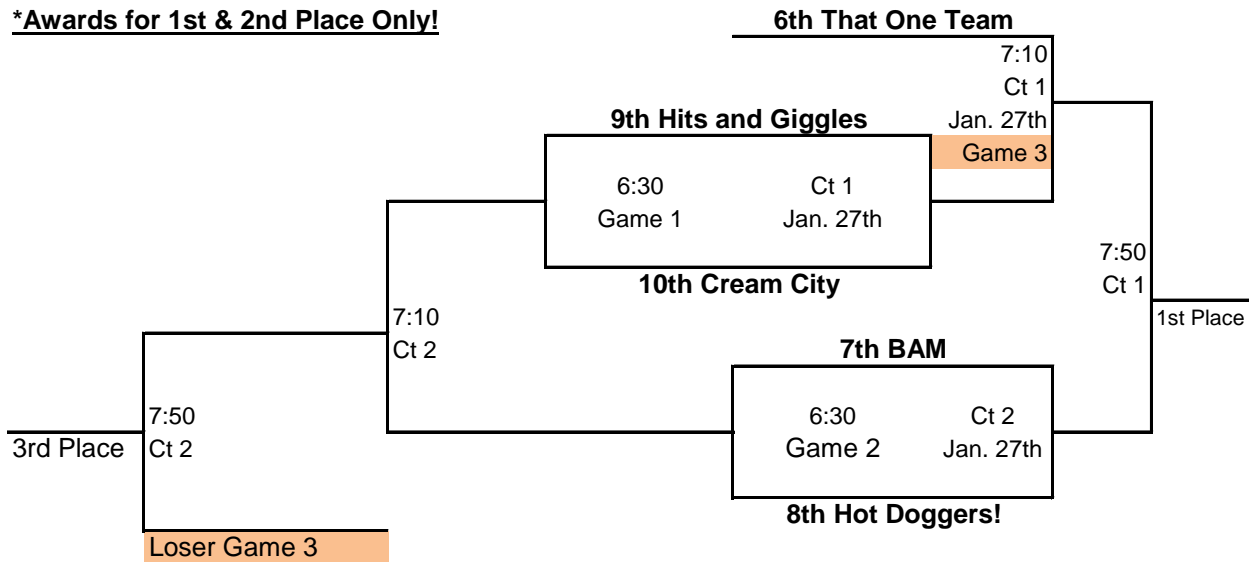 *Awards for 1st & 2nd Place Only!
6th That One Team
7:10
Ct 1
Jan. 27th
Game 3
9th Hits and Giggles
6:30 Ct 1
Game 1 Jan. 27th
10th Cream City
7:50
Ct 1
1st Place
7:10
Ct 2
7th BAM
6:30 Ct 2
Game 2 Jan. 27th
8th Hot Doggers!
7:50
Ct 2
3rd Place
Loser Game 3